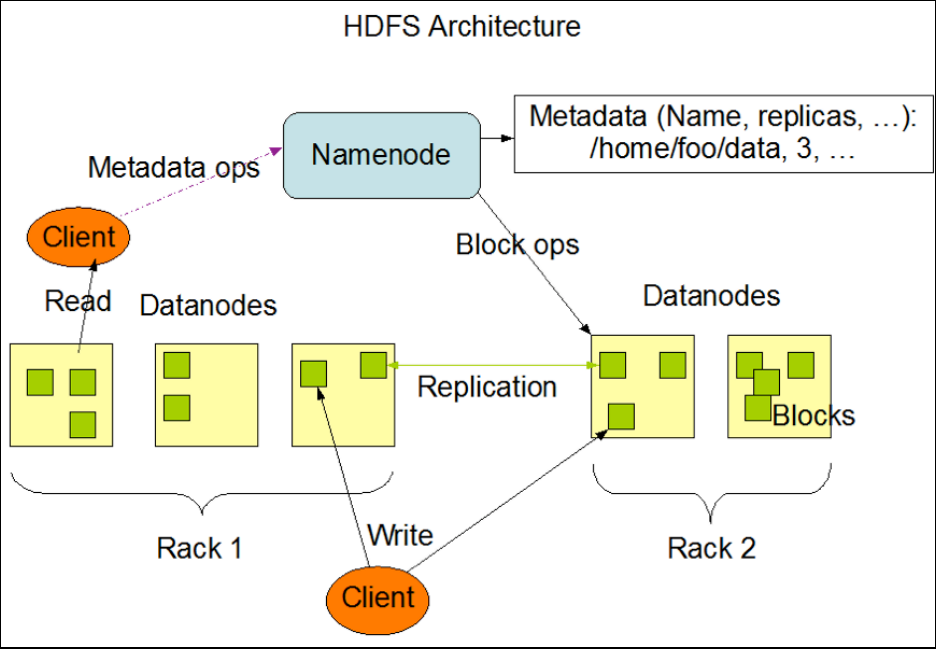 HDFS Architecture
Metadata (Name, replicas, …):
/home/foo/data, 3, …
Namenode
Metadata ops
Client
Block ops
Read
Datanodes
Datanodes
Replication
Blocks
Rack 1
Write
Rack 2
Client